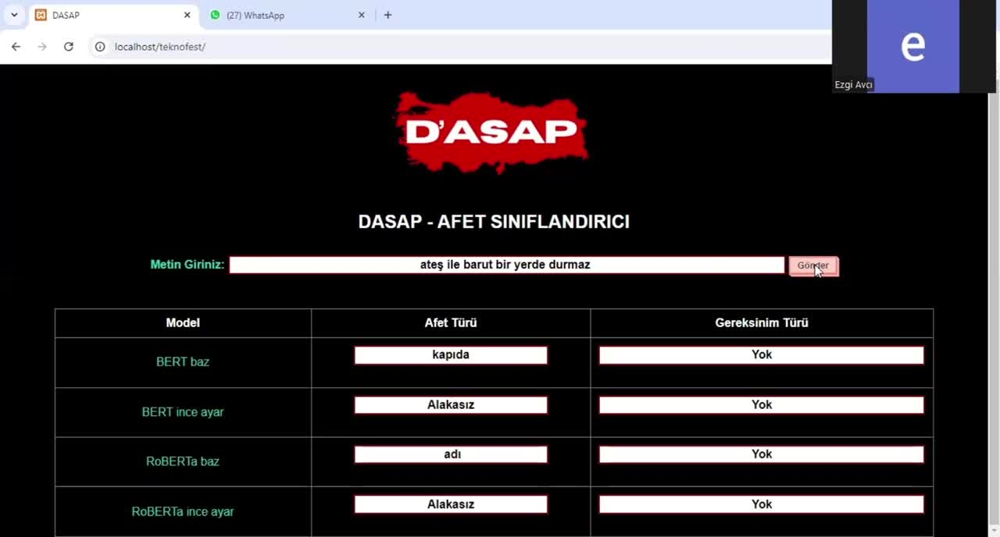 DASAP
(27) WhatsApp
localhost/teknofest/
e
Ezgi Avcı
D'ASAP
DASAP - AFET SINIFLANDIRICI
Metin Giriniz: ateş ile barut bir yerde durmaz Gönder
Model Afet Türü Gereksinim Türü
BERT baz kapıda Yok
BERT ince ayar Alakasız Yok
RoBERTa baz adı Yok
RoBERTa ince ayar Alakasız Yok